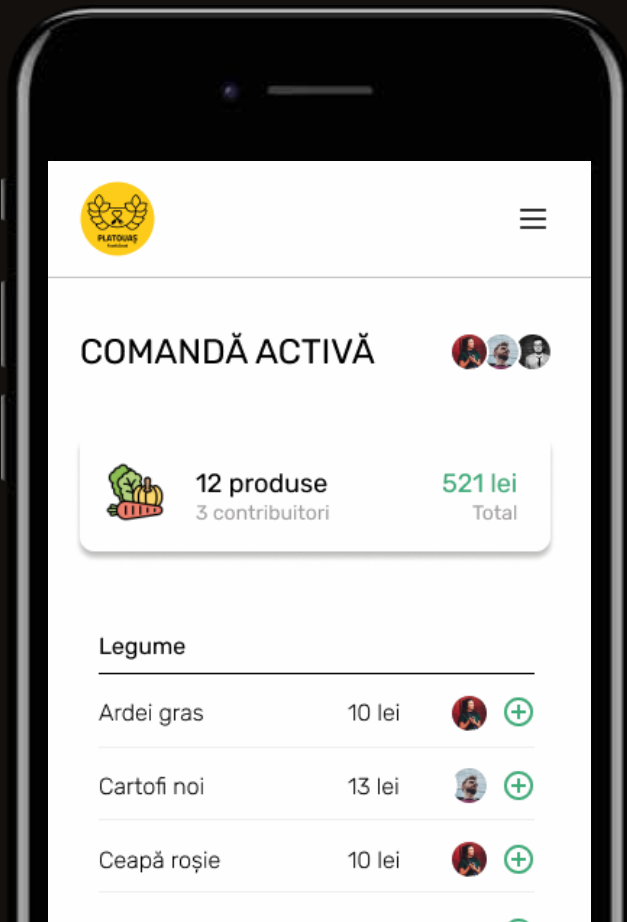 PLATOUAȘ
COMANDĂ ACTIVĂ
12 produse
521 lei
3 contribuitori
Total
Legume
Ardei gras
10 lei
Cartofi noi
13 lei
Ceapă roșie
10 lei